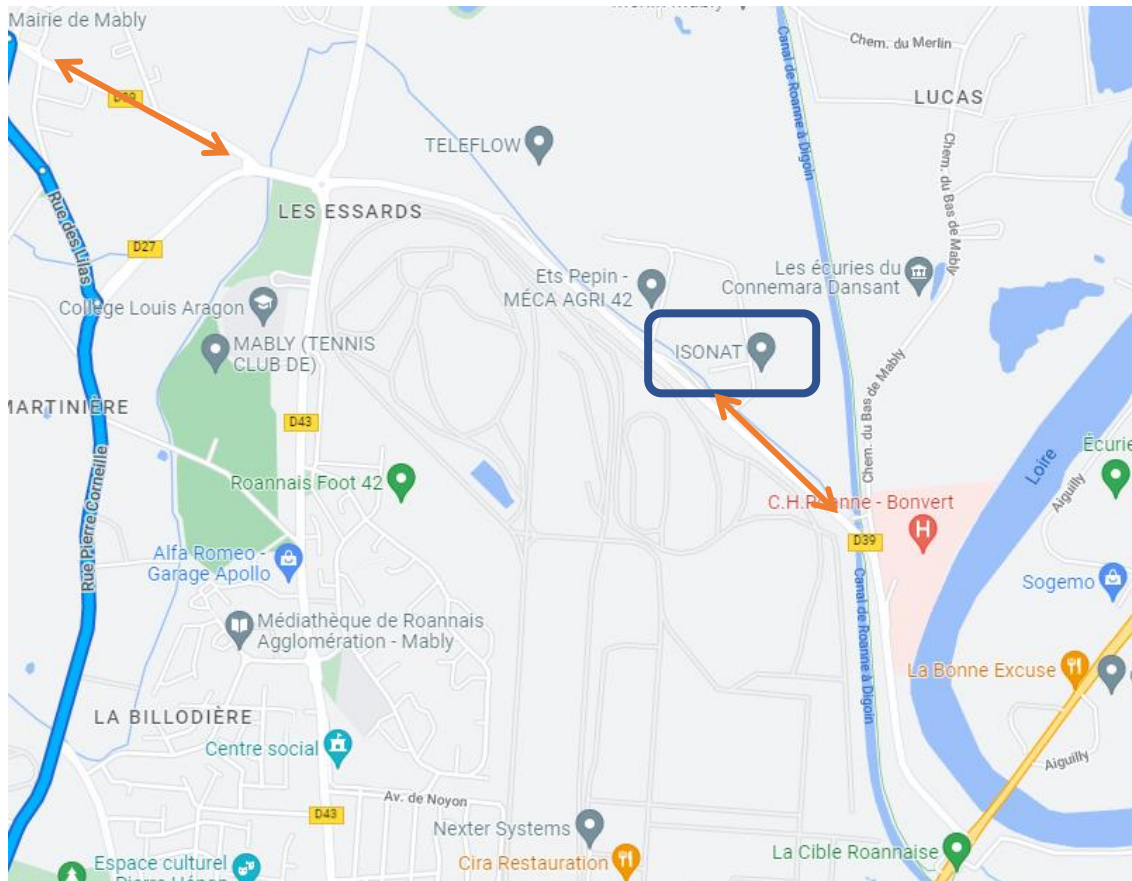 Mairie de Mably
Chem. du Merlin
Canal de Roanne à Digoin
LUCAS
TELEFLOW
Chem. du Bas de Mably
Rue des Lilas
LES ESSARDS
D27
Ets Pepin -
MÉCA AGRI 42
Les écuries du
Connemara Dansant
Collège Louis Aragon
MABLY (TENNIS
CLUB DE)
ISONAT
Chem. du Bas de Mably
MARTINIÈRE
D43
Loire
Écurie
Aiguilly
Roannais Foot 42
C.H.Roanne - Bonvert
D39
Rue Pierre Corneille
Alfa Romeo -
Garage Apollo
Canal de Roanne à Digoin
Sogemo
Médiathèque de Roannais
Agglomération - Mably
La Bonne Excuse
LA BILLODIÈRE
Centre social
Aiguilly
Av. de Noyon
D43
Nexter Systems
Cira Restauration
La Cible Roannaise
Espace culturel